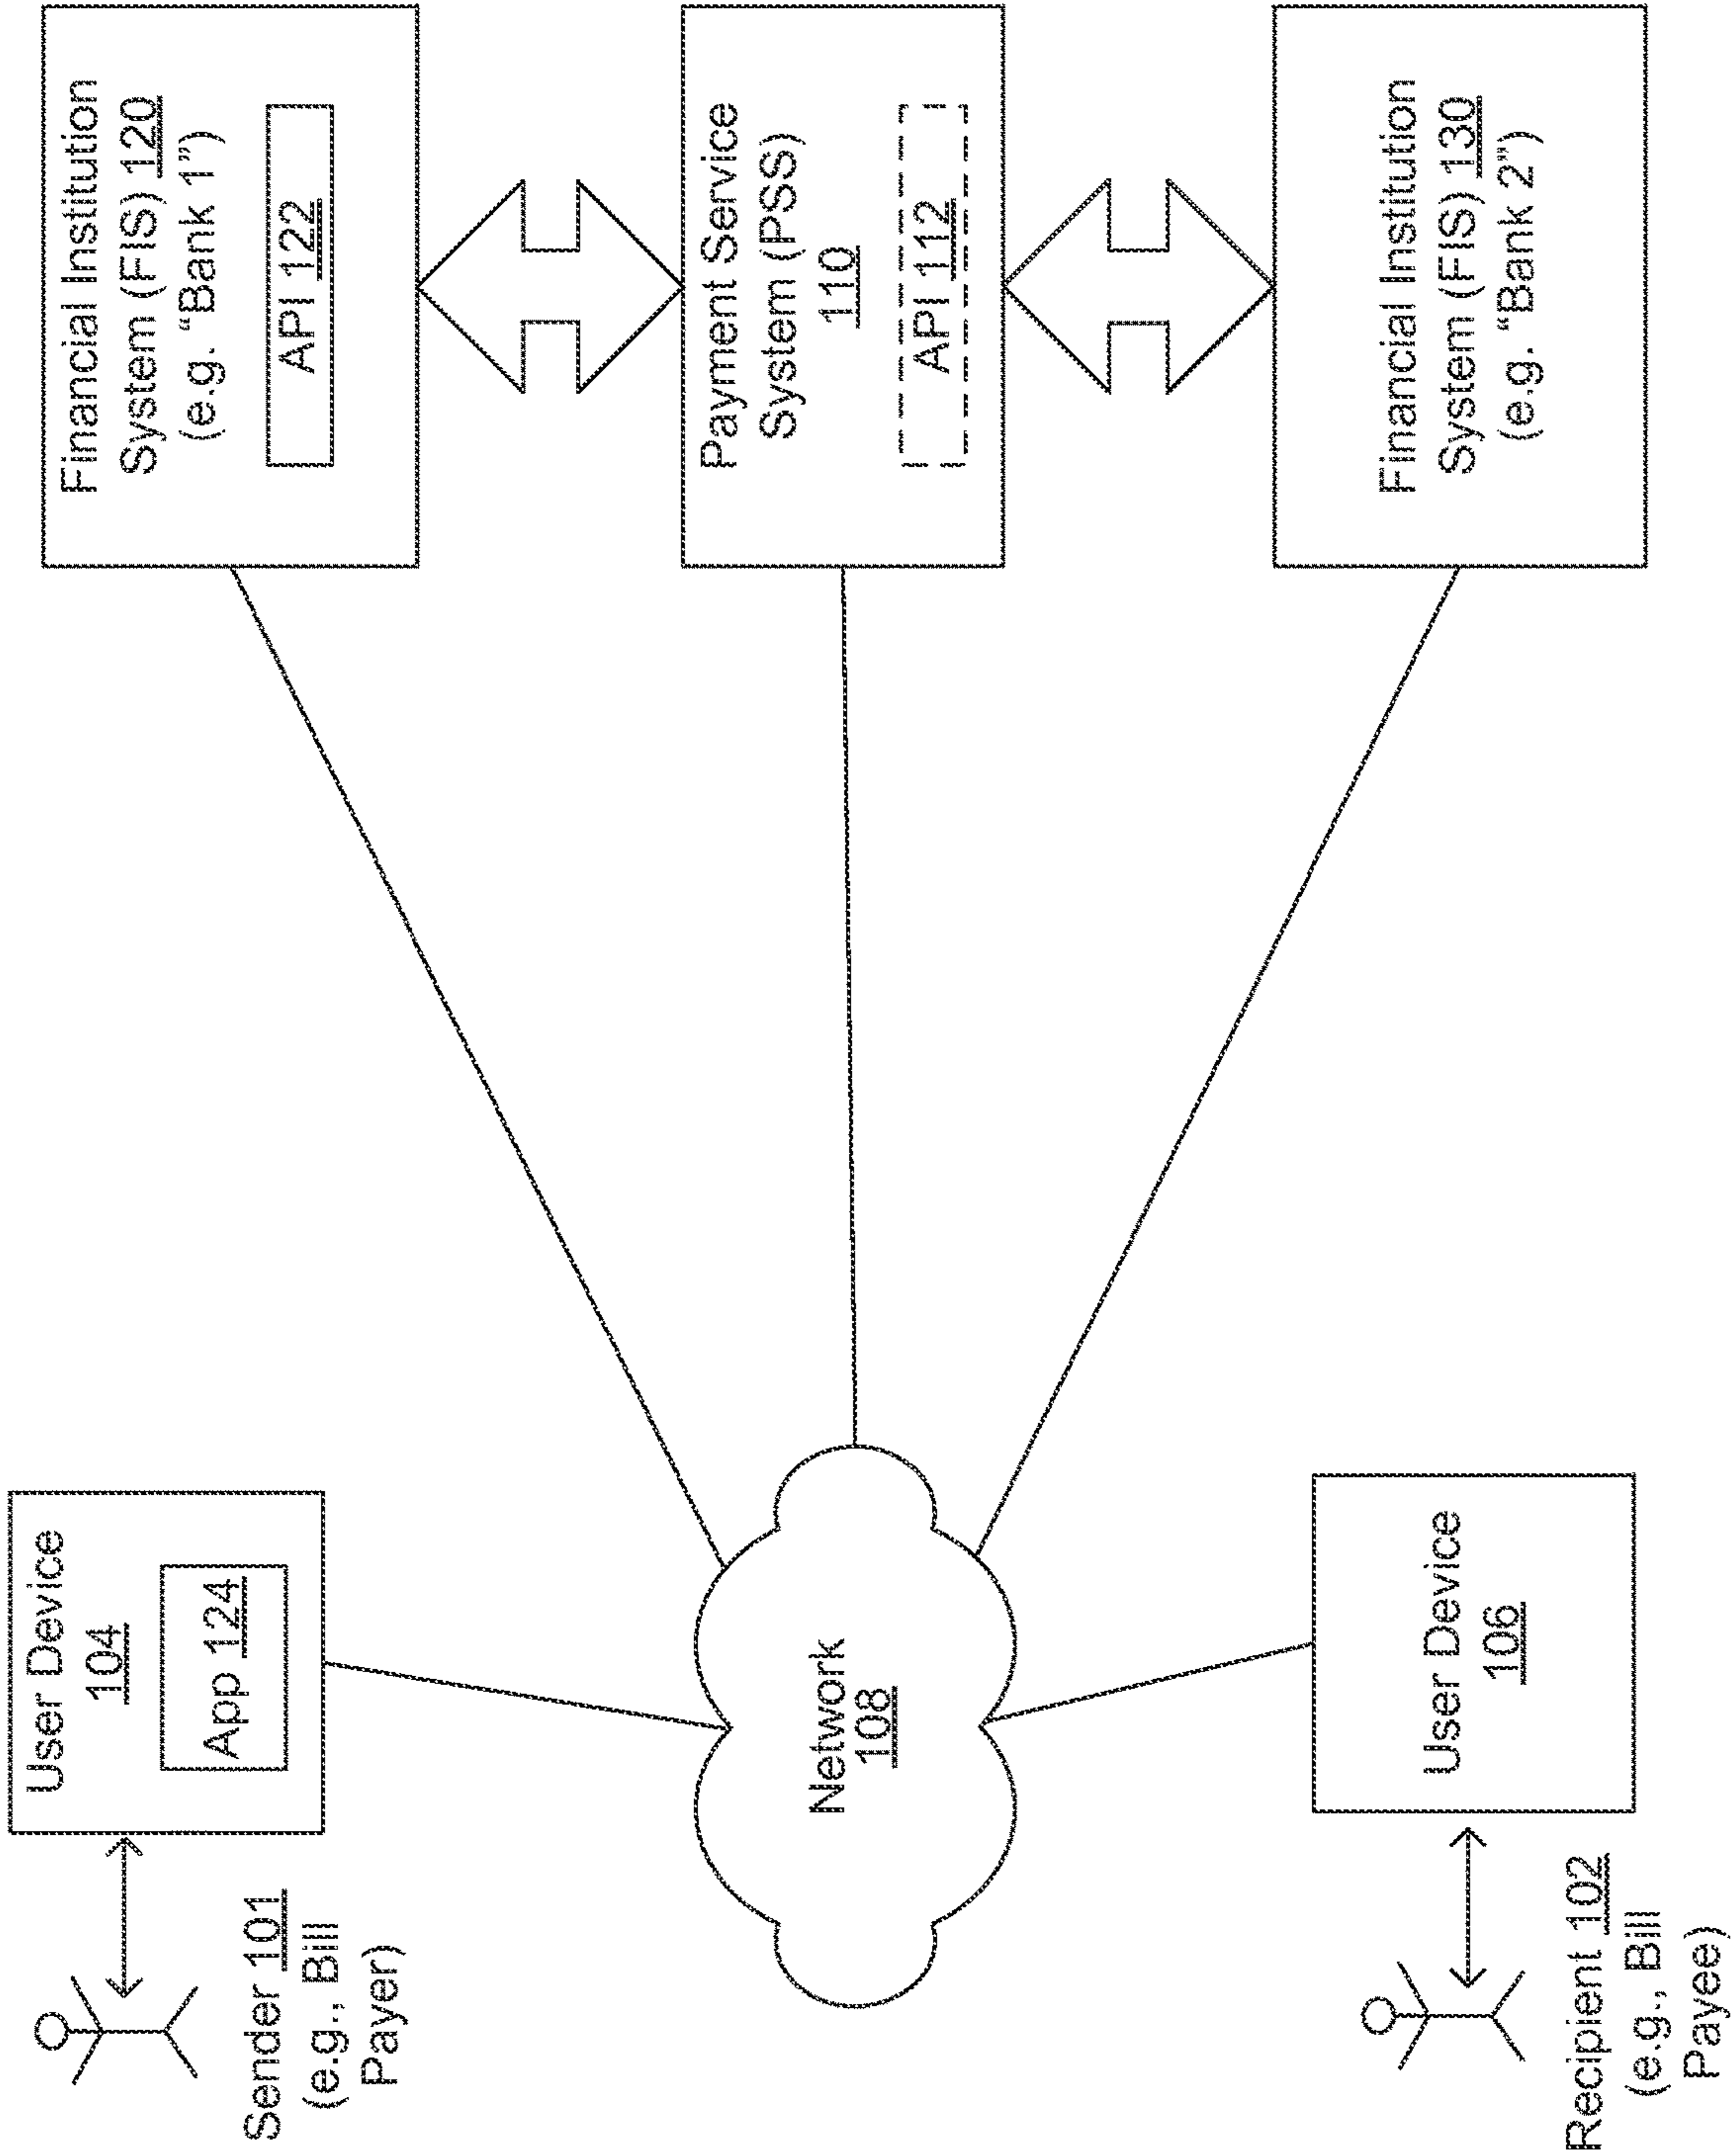 Sender 101
(e.g., Bill
Payer)
User Device
104
App 124
Financial Institution
System (FIS) 120
(e.g. “Bank 1”)
API 122
Network
108
Payment Service
System (PSS)
110
API 112
Recipient 102
(e.g., Bill
Payee)
User Device
106
Financial Institution
System (FIS) 130
(e.g. “Bank 2”)